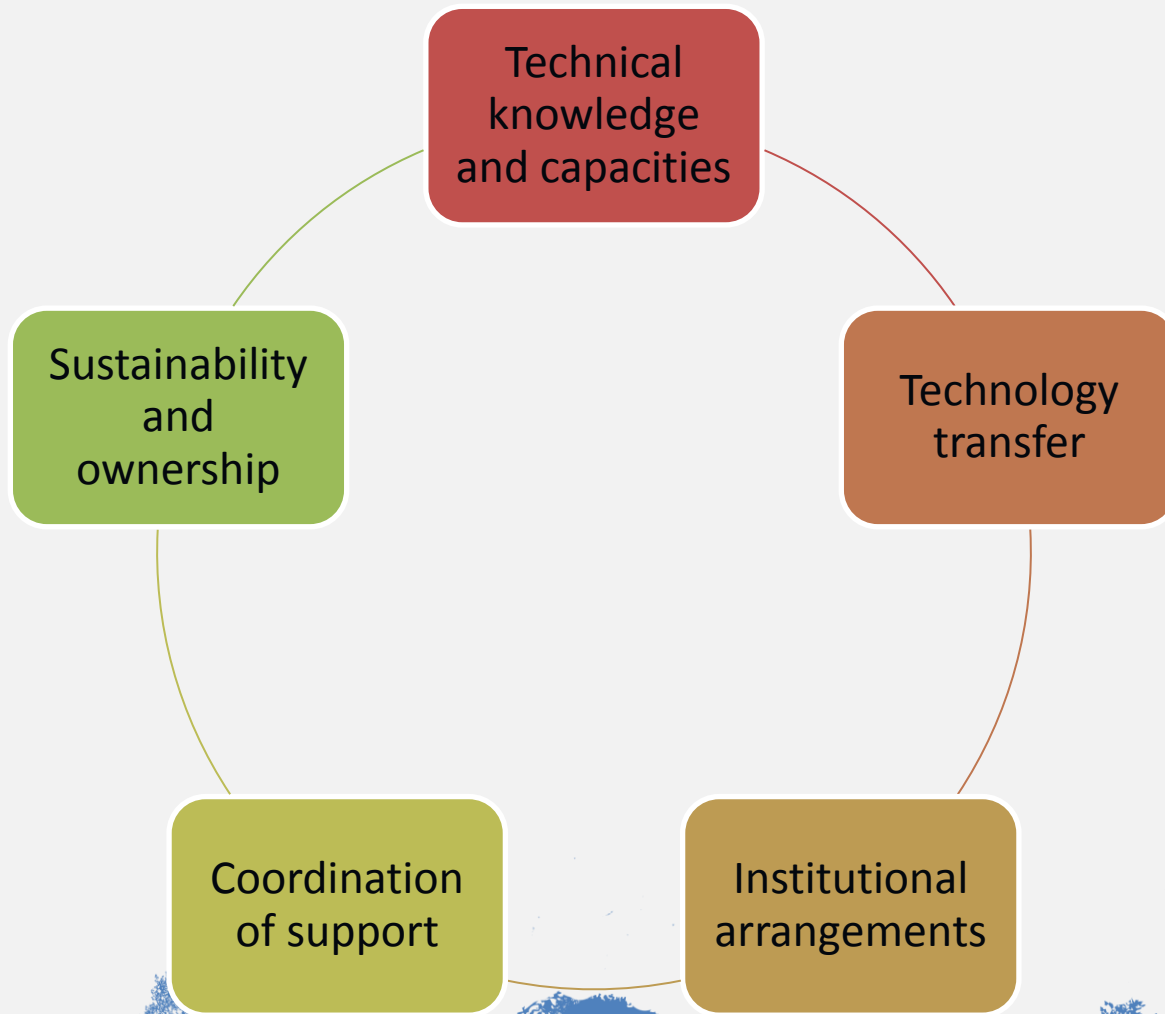 Technical
knowledge
and capacities
Technology
transfer
Institutional
arrangements
Coordination
of support
Sustainability
and
ownership